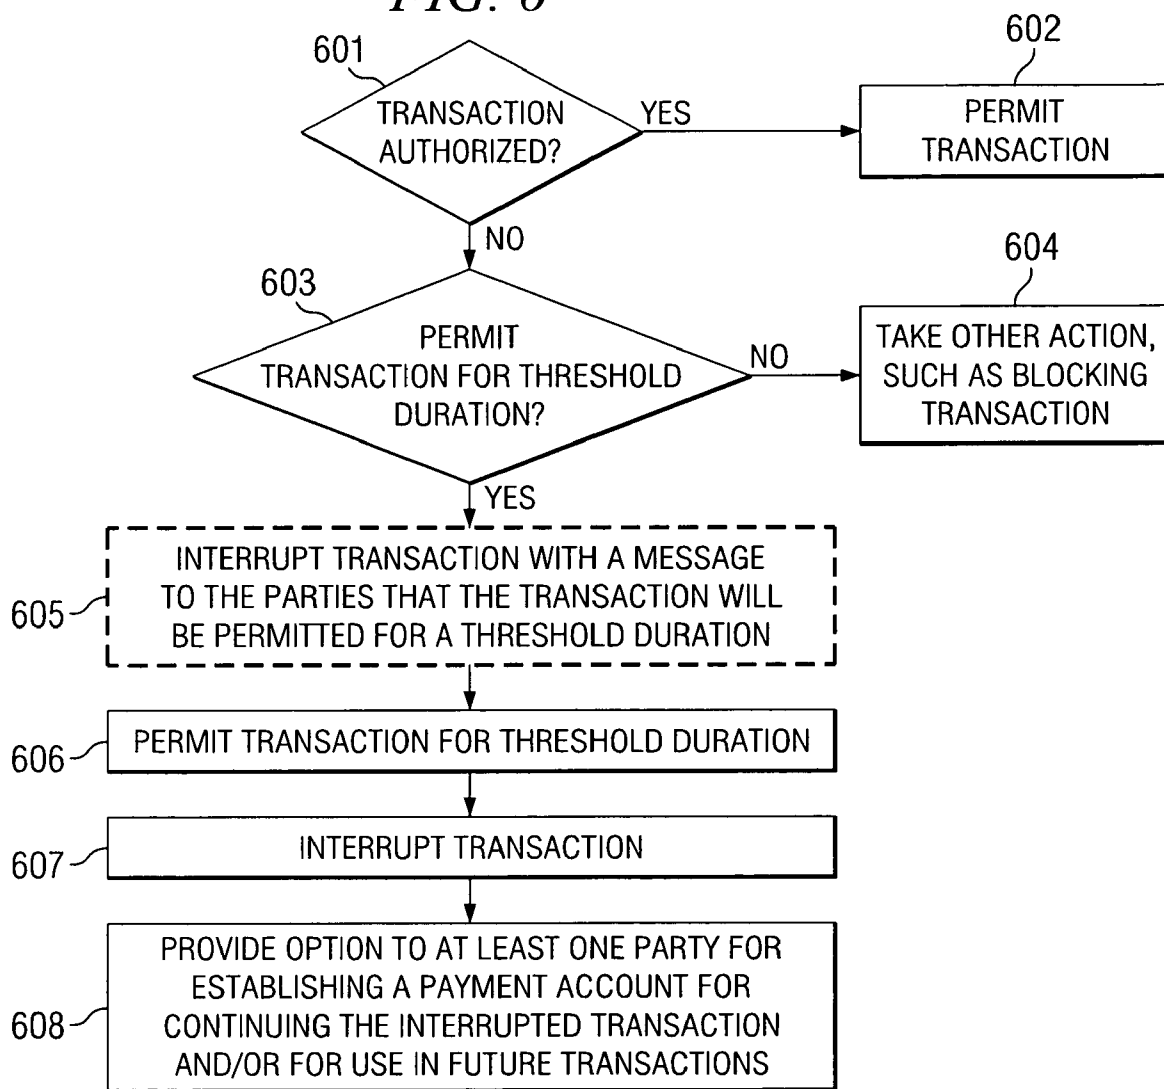 FIG. 6
601
602
TRANSACTION
AUTHORIZED?
YES
PERMIT
TRANSACTION
NO
604
603
PERMIT
TRANSACTION FOR THRESHOLD
DURATION?
NO
TAKE OTHER ACTION,
SUCH AS BLOCKING
TRANSACTION
YES
605
INTERRUPT TRANSACTION WITH A MESSAGE
TO THE PARTIES THAT THE TRANSACTION WILL
BE PERMITTED FOR A THRESHOLD DURATION
606
PERMIT TRANSACTION FOR THRESHOLD DURATION
607
INTERRUPT TRANSACTION
608
PROVIDE OPTION TO AT LEAST ONE PARTY FOR
ESTABLISHING A PAYMENT ACCOUNT FOR
CONTINUING THE INTERRUPTED TRANSACTION
AND/OR FOR USE IN FUTURE TRANSACTIONS